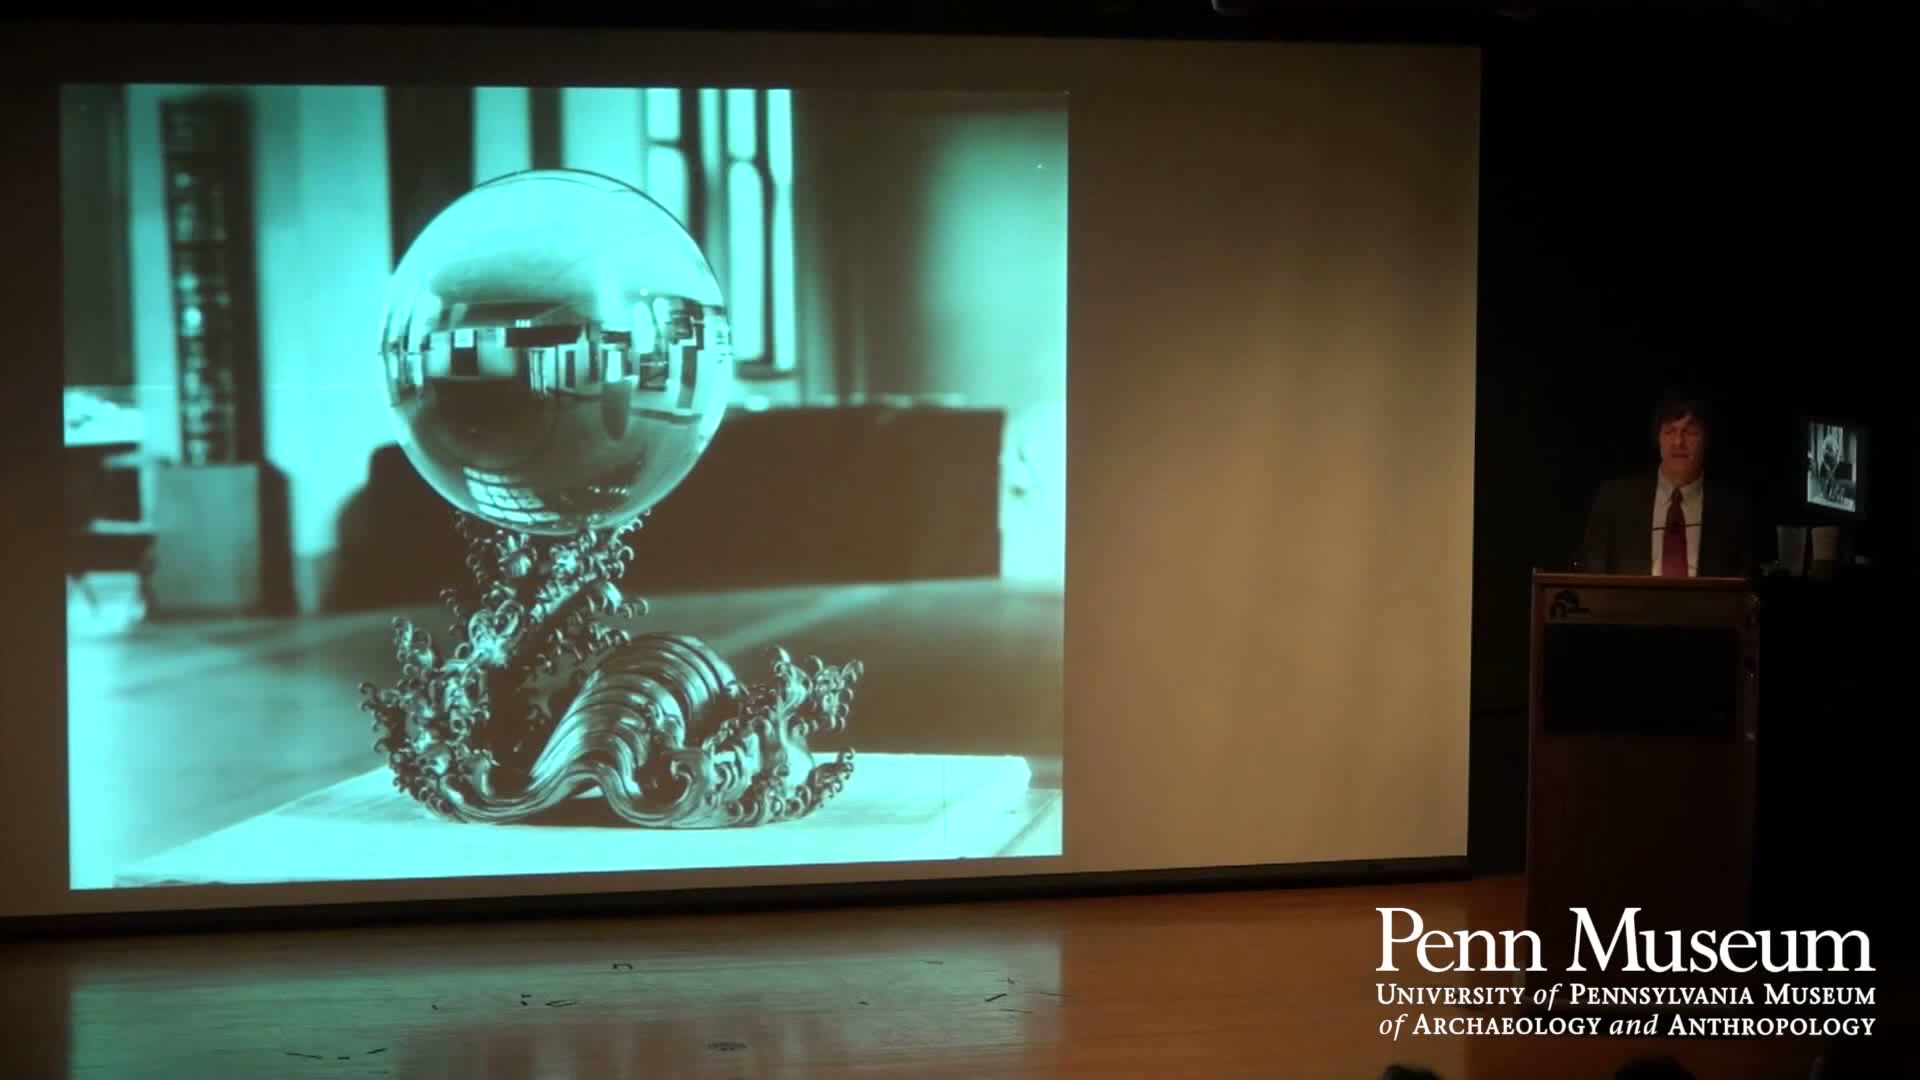 Penn Museum
UNIVERSITY of PENNSYLVANIA MUSEUM
of ARCHAEOLOGY and ANTHROPOLOGY